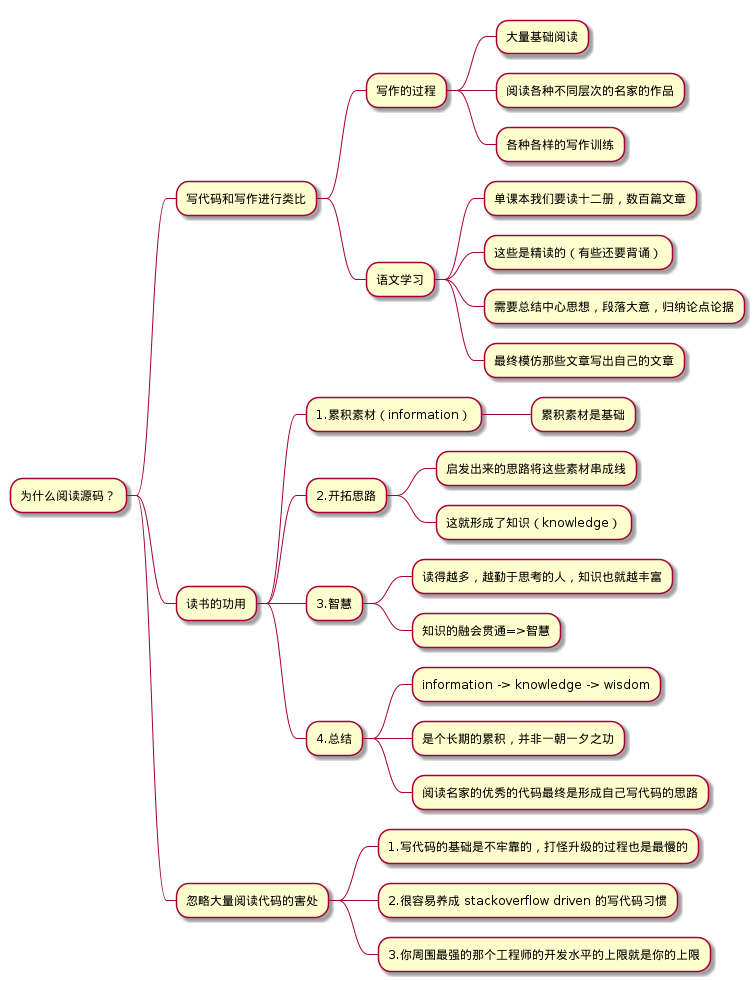 为什么阅读源码？
写代码和写作进行类比
写作的过程
大量基础阅读
阅读各种不同层次的名家的作品
各种各样的写作训练
语文学习
单课本我们要读十二册，数百篇文章
这些是精读的（有些还要背诵）
需要总结中心思想，段落大意，归纳论点论据
最终模仿那些文章写出自己的文章
读书的功用
1.累积素材（information）
累积素材是基础
2.开拓思路
启发出来的思路将这些素材串成线
这就形成了知识（knowledge）
3.智慧
读得越多，越勤于思考的人，知识也就越丰富
知识的融会贯通=>智慧
4.总结
information -> knowledge -> wisdom
是个长期的累积，并非一朝一夕之功
阅读名家的优秀的代码最终是形成自己写代码的思路
忽略大量阅读代码的害处
1.写代码的基础是不牢靠的，打怪升级的过程也是最慢的
2.很容易养成 stackoverflow driven 的写代码习惯
3.你周围最强的那个工程师的开发水平的上限就是你的上限